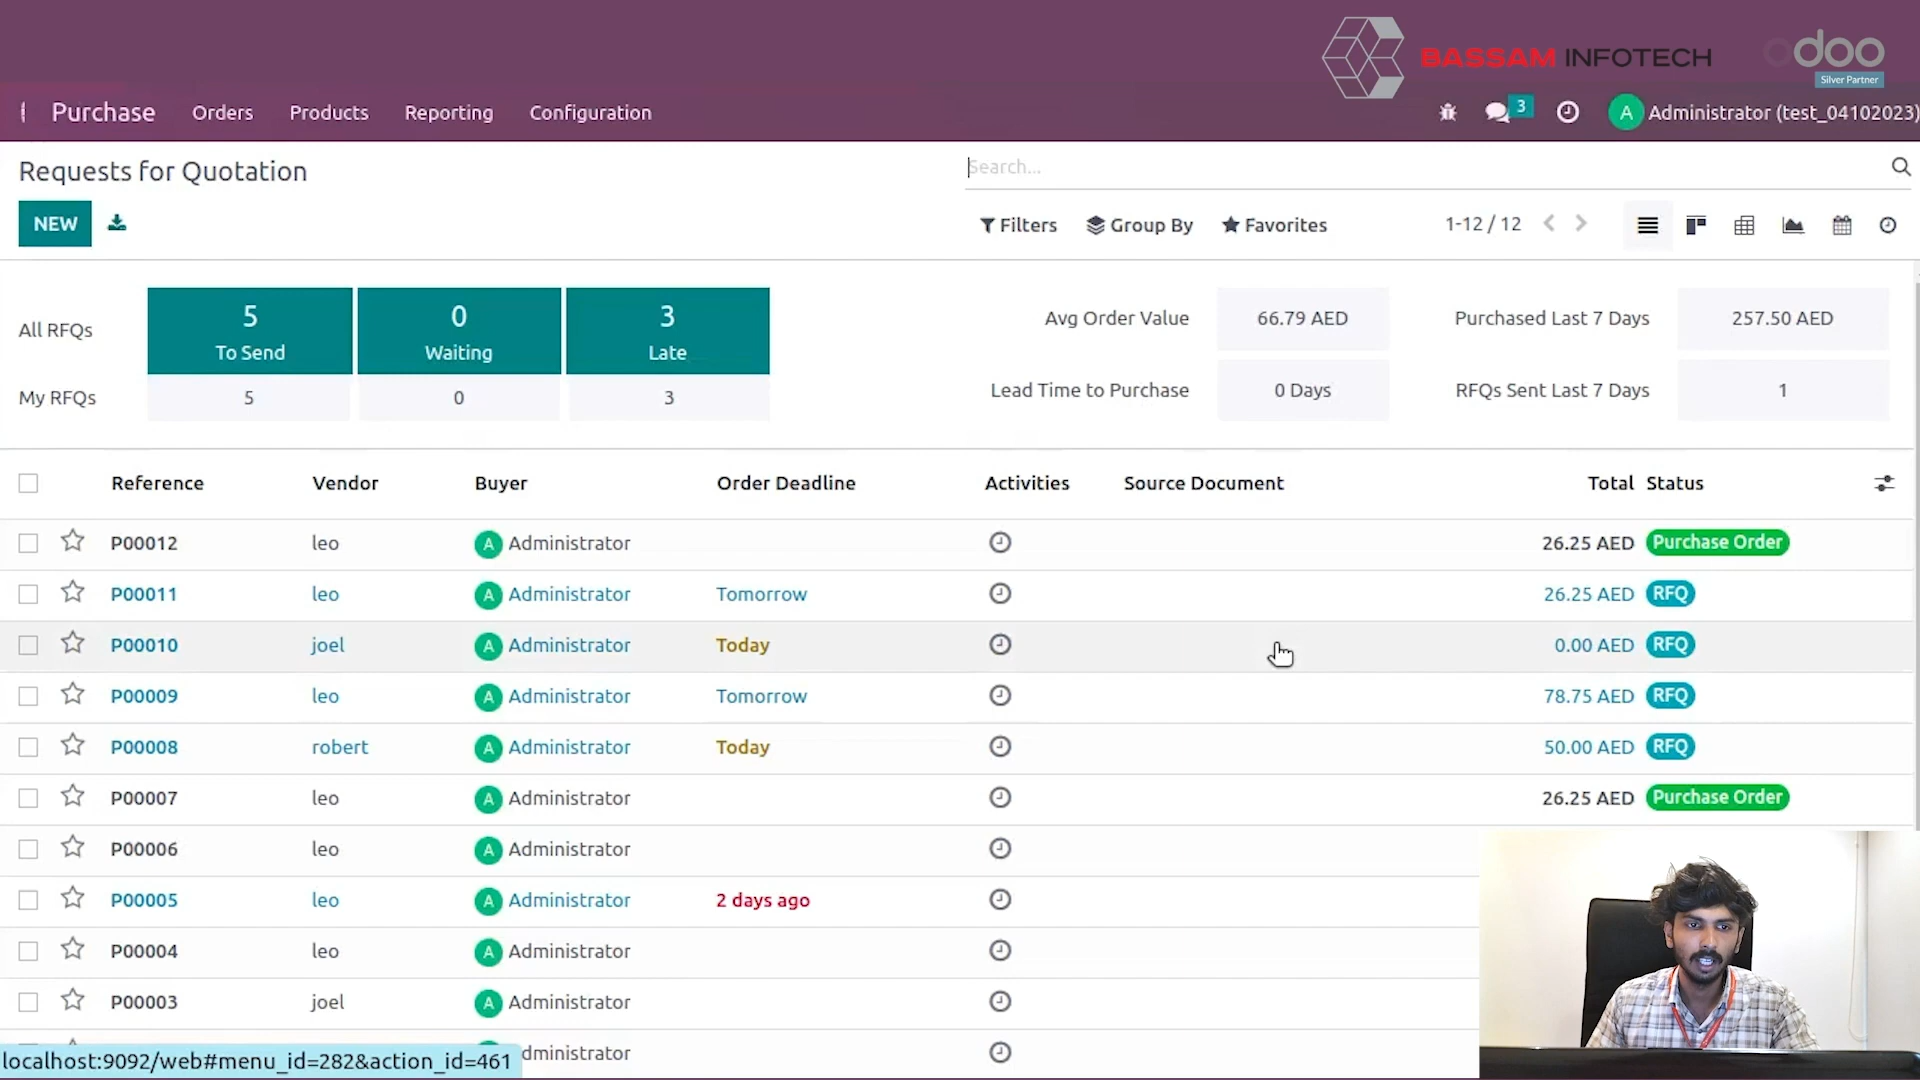 BASSAM INFOTECH
odoo
Silver Partner
Purchase Orders Products Reporting Configuration
3
A Administrator (test_04102023)
Requests for Quotation
Search...
NEW
Filters Group By Favorites 1-12 / 12
All RFQs
5 0 3
To Send Waiting Late
My RFQs 5 0 3
Avg Order Value 66.79 AED Purchased Last 7 Days 257.50 AED
Lead Time to Purchase 0 Days RFQs Sent Last 7 Days 1
Reference Vendor Buyer Order Deadline Activities Source Document Total Status
P00012 leo A Administrator 26.25 AED Purchase Order
P00011 leo A Administrator Tomorrow 26.25 AED RFQ
P00010 joel A Administrator Today 0.00 AED RFQ
P00009 leo A Administrator Tomorrow 78.75 AED RFQ
P00008 robert A Administrator Today 50.00 AED RFQ
P00007 leo A Administrator 26.25 AED Purchase Order
P00006 leo A Administrator
P00005 leo A Administrator 2 days ago
P00004 leo A Administrator
P00003 joel A Administrator
dministrator
localhost:9092/web#menu_id=282&action_id=461